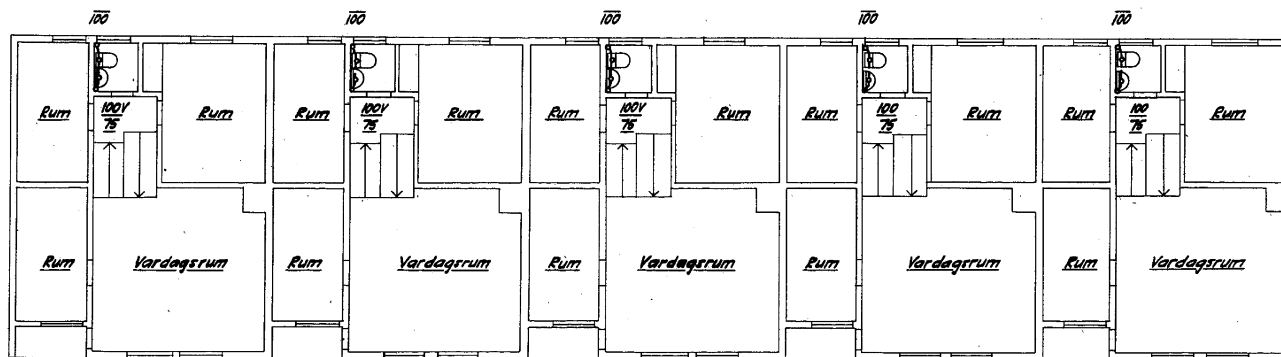 100 100 100 100 100
Rum 100V Rum Rum 100V Rum Rum 100V Rum Rum 100 Rum Rum 100 Rum
75 75 75 75 75
Rum Vardagsrum Rum Vardagsrum Rum Vardagsrum Rum Vardagsrum Rum Vardagsrum